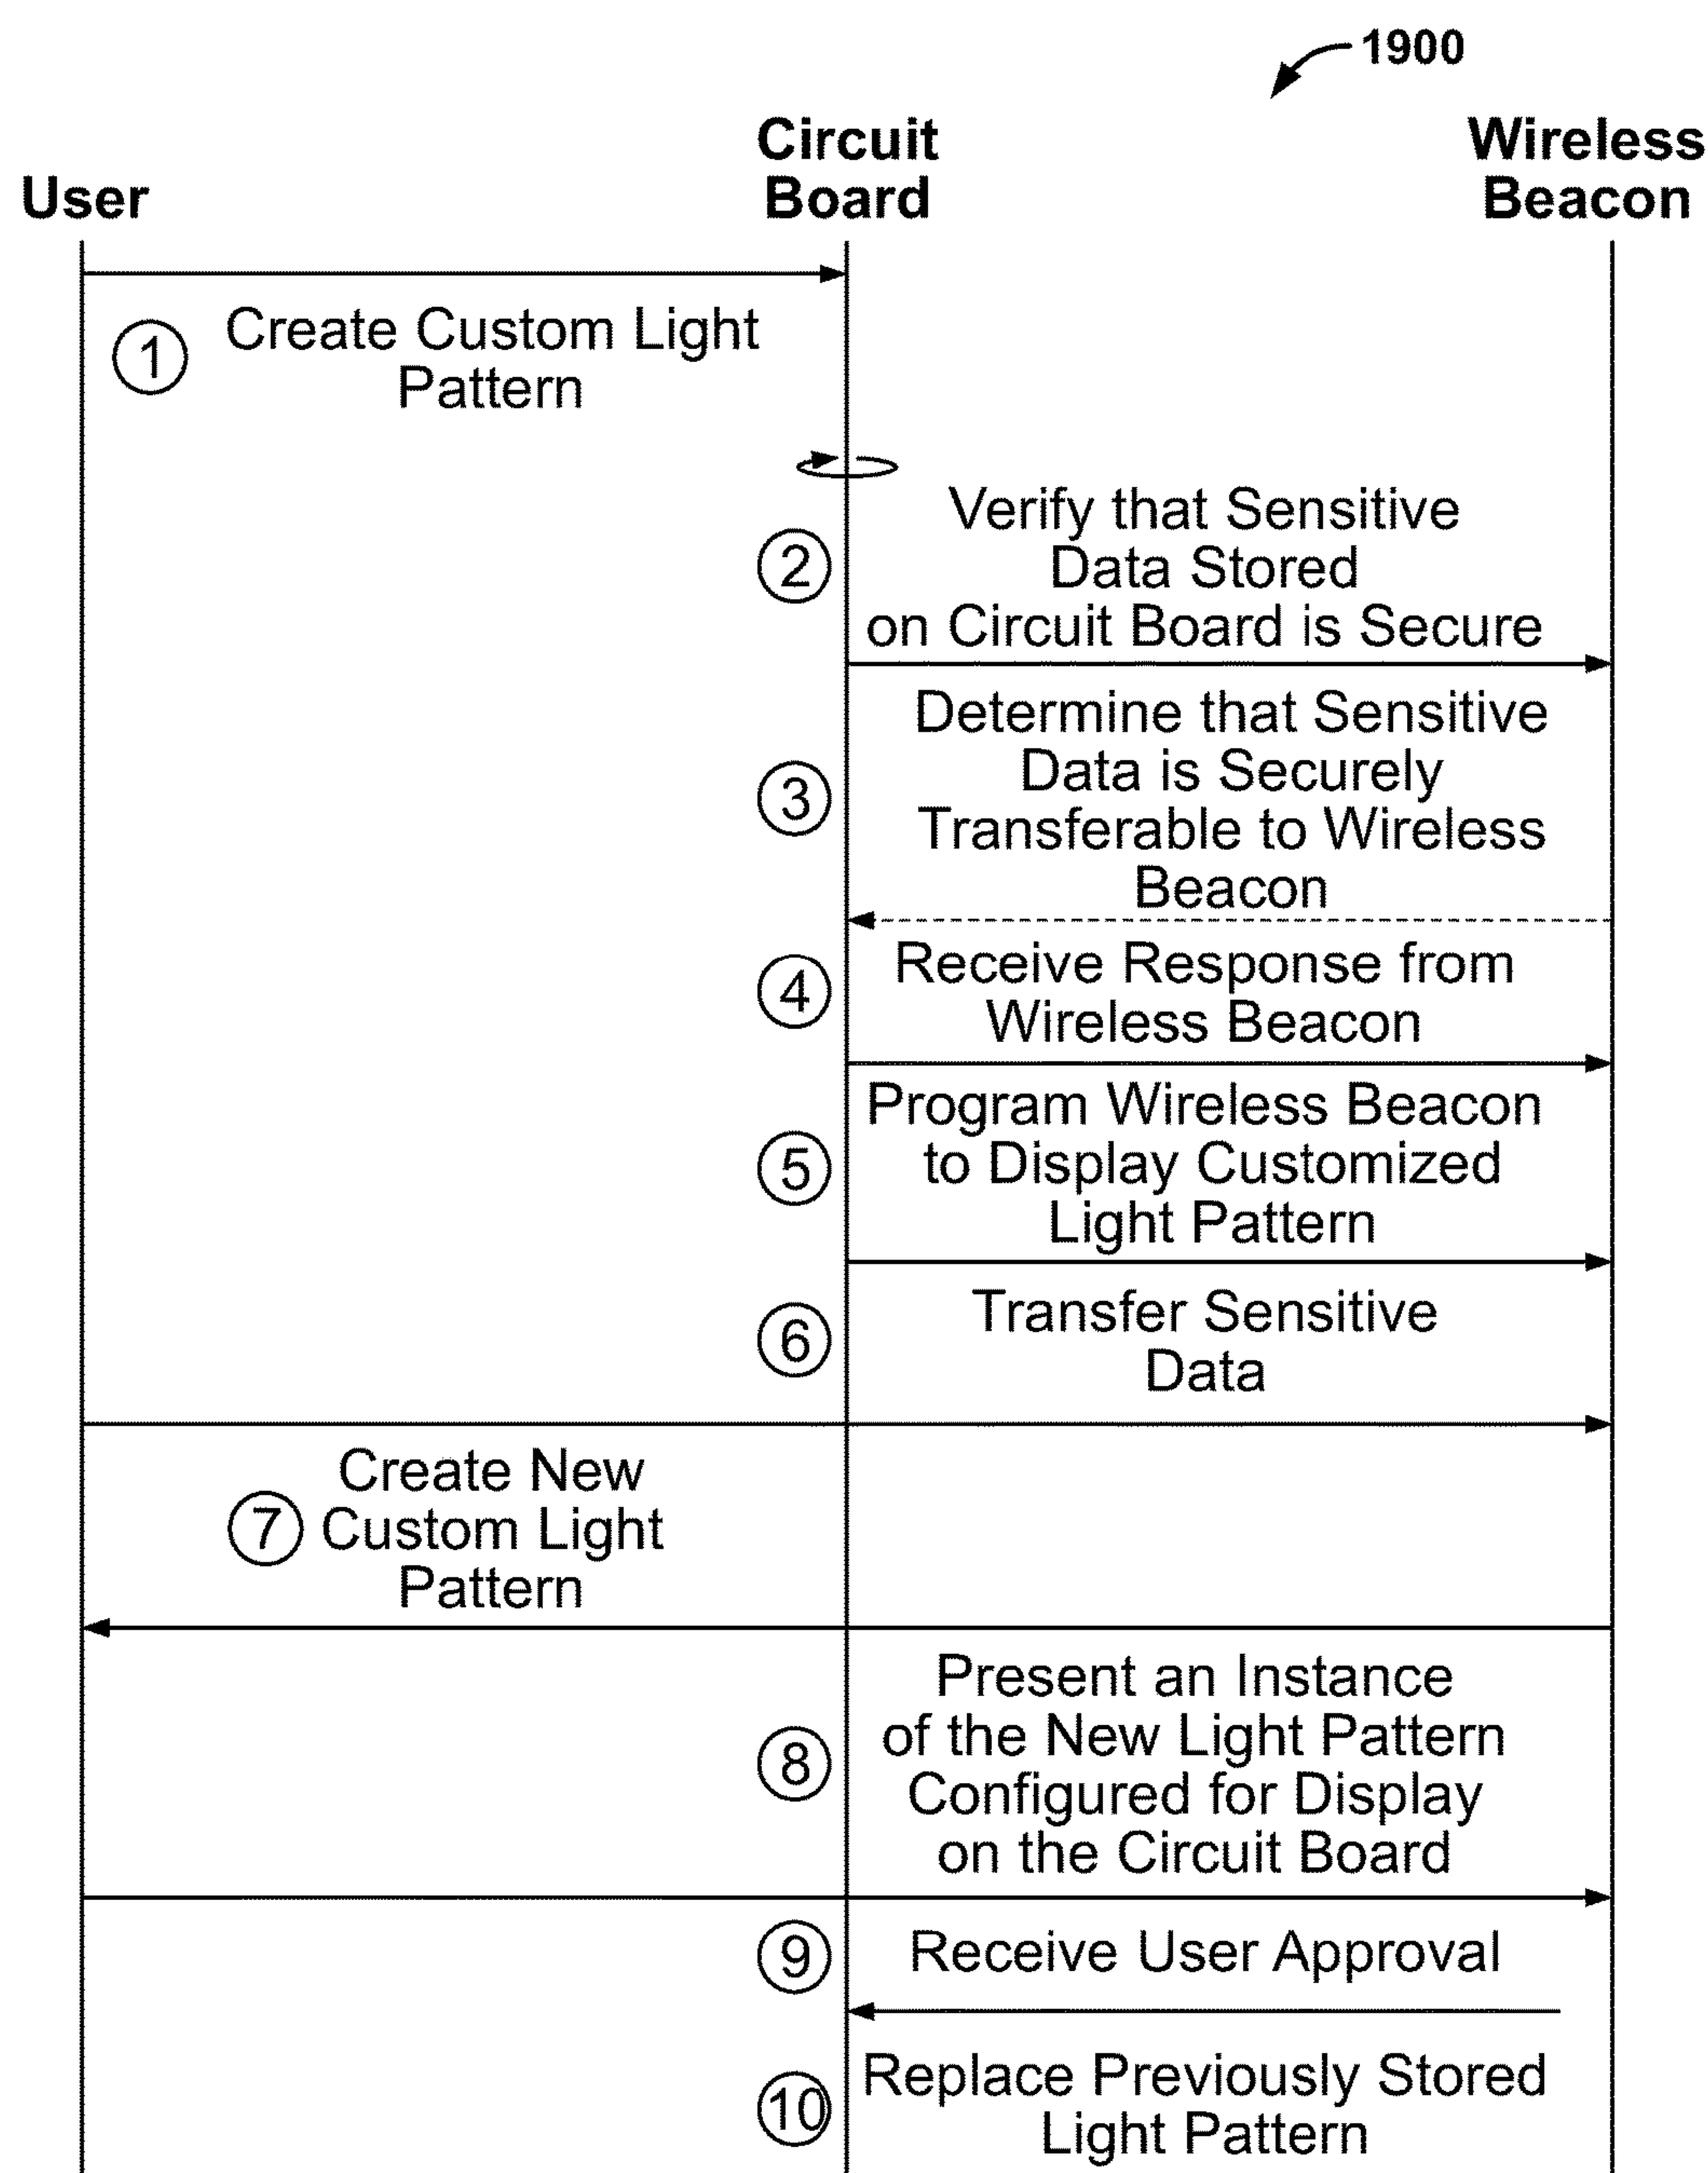 1900
User
Circuit
Board
Wireless
Beacon
1
Create Custom Light
Pattern
2
Verify that Sensitive
Data Stored
on Circuit Board is Secure
3
Determine that Sensitive
Data is Securely
Transferable to Wireless
Beacon
4
Receive Response from
Wireless Beacon
5
Program Wireless Beacon
to Display Customized
Light Pattern
6
Transfer Sensitive
Data
7
Create New
Custom Light
Pattern
8
Present an Instance
of the New Light Pattern
Configured for Display
on the Circuit Board
9
Receive User Approval
10
Replace Previously Stored
Light Pattern